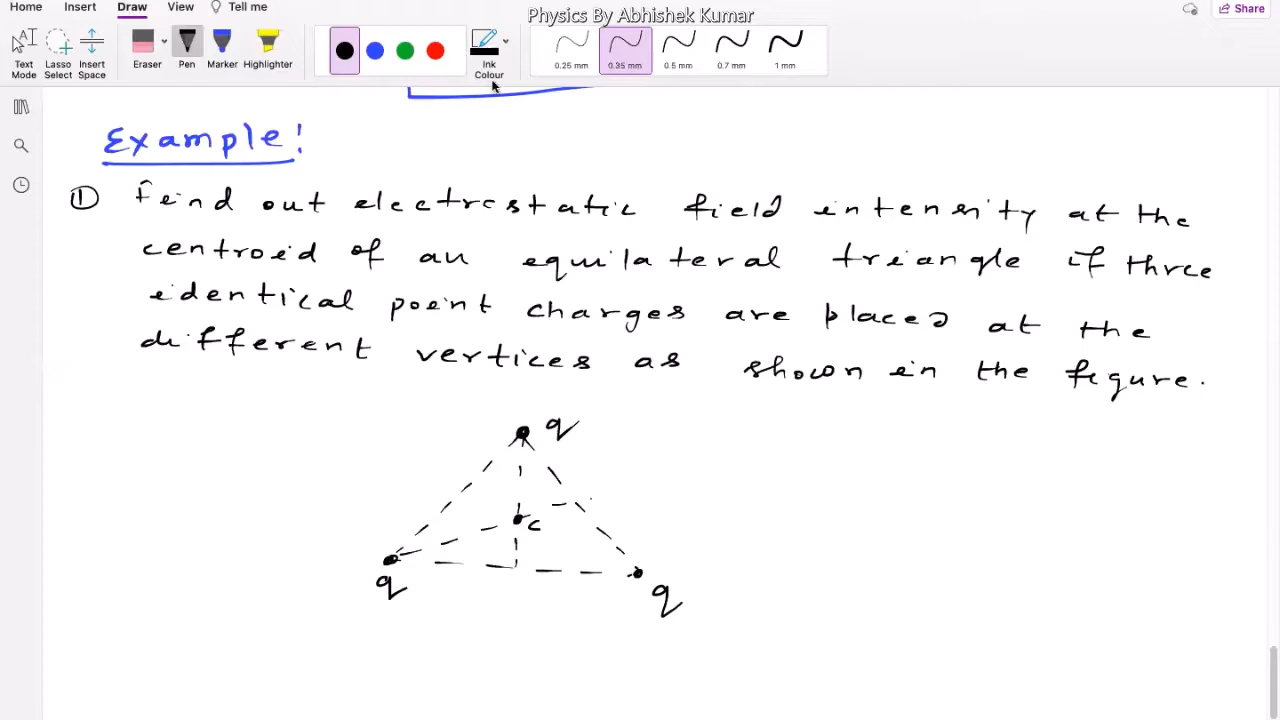 Home Insert Draw View Tell me
Physics By Abhishek Kumar
Share
Text Mode
Lasso Select
Insert Space
Eraser
Pen
Marker
Highlighter
Ink Colour
0.25 mm
0.35 mm
0.5 mm
0.7 mm
1 mm
Example!
① Feind out electrostatic field intensity at the
centroid of an equilateral triangle if three
identical point charges are placed at the
different vertices as shown in the figure.
q
c
q
q